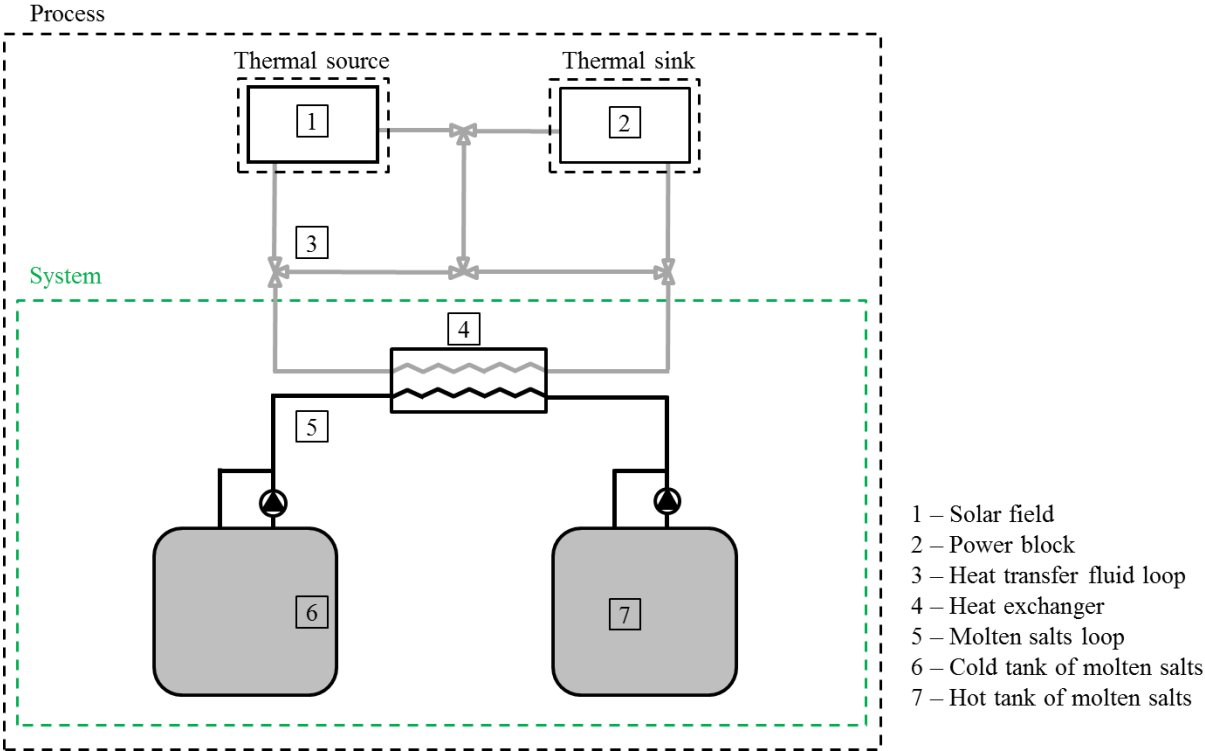 Process
Thermal source
Thermal sink
1
2
3
System
4
5
6
7
1 – Solar field
2 – Power block
3 – Heat transfer fluid loop
4 – Heat exchanger
5 – Molten salts loop
6 – Cold tank of molten salts
7 – Hot tank of molten salts